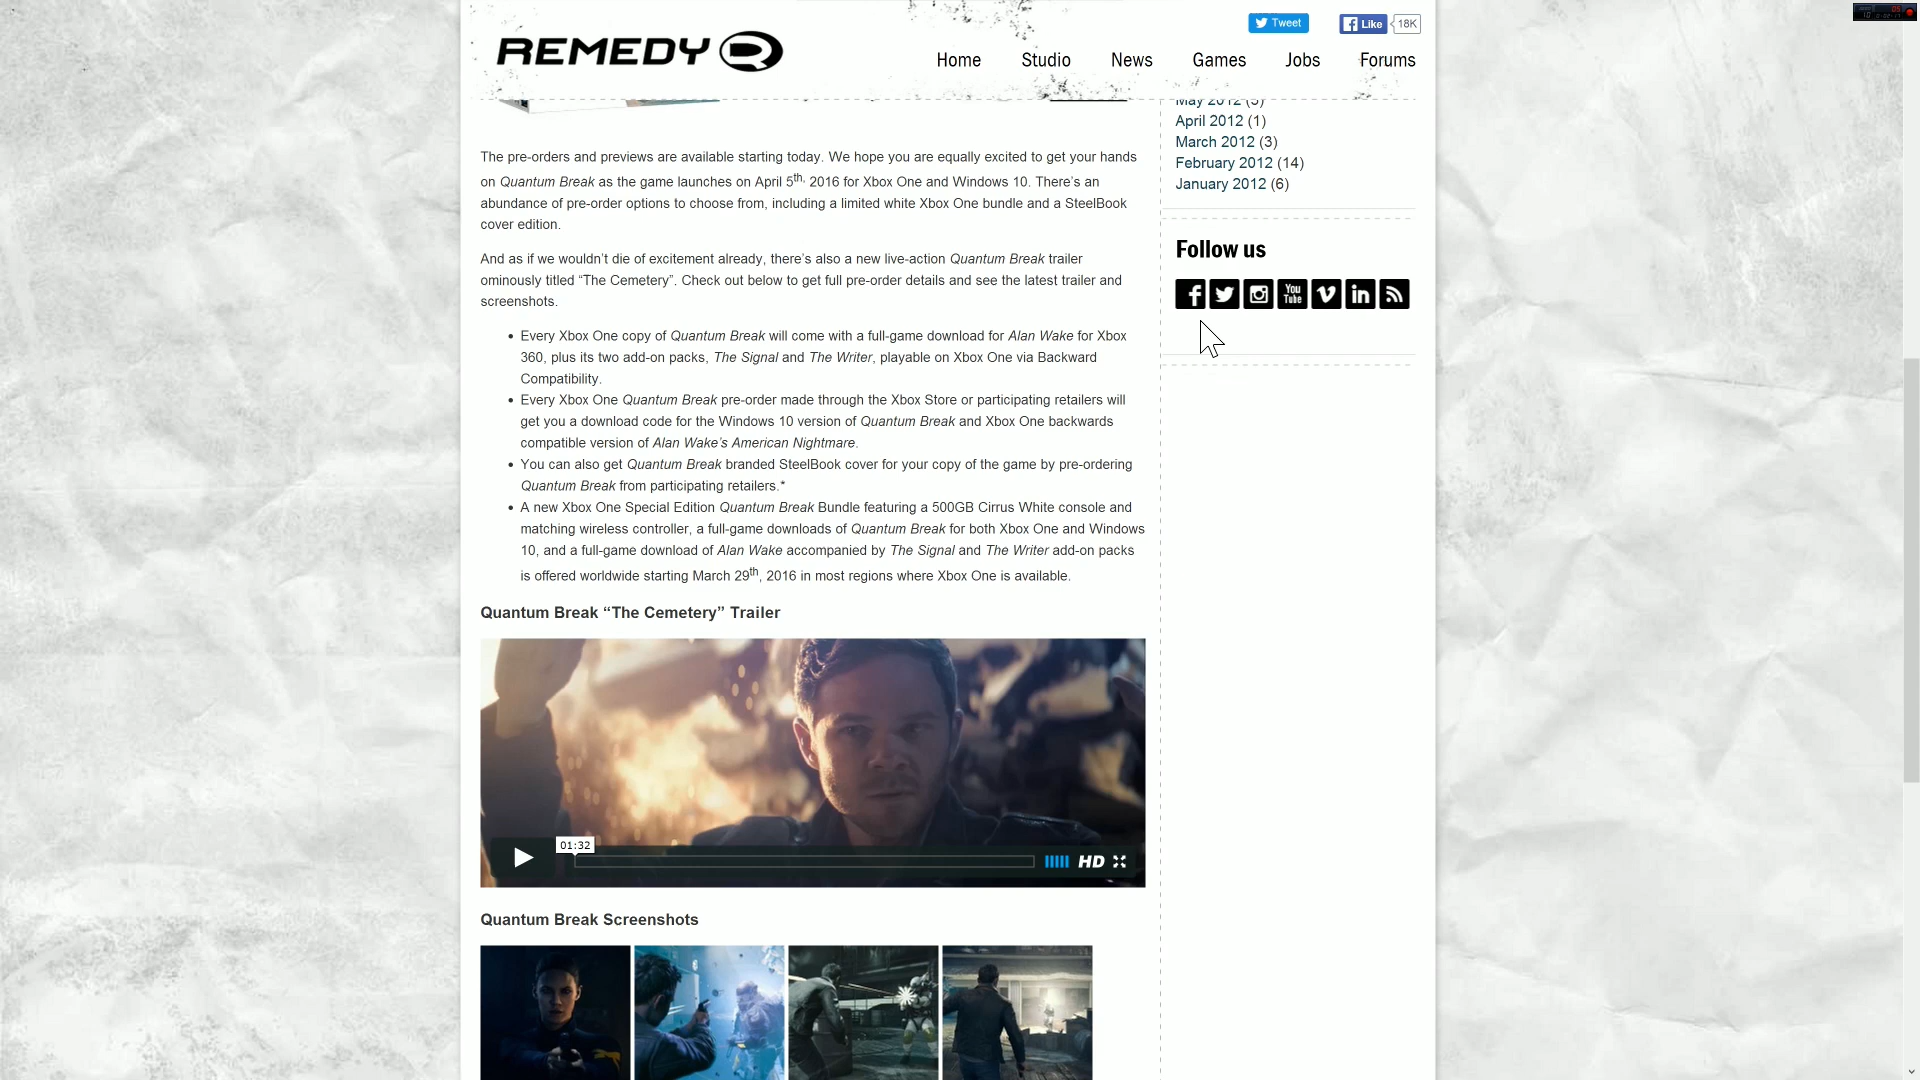 Tweet
Like
18K
REMEDY
Home
Studio
News
Games
Jobs
Forums
May 2012 (5)
April 2012 (1)
March 2012 (3)
February 2012 (14)
January 2012 (6)
The pre-orders and previews are available starting today. We hope you are equally excited to get your hands
on Quantum Break as the game launches on April 5th, 2016 for Xbox One and Windows 10. There’s an
abundance of pre-order options to choose from, including a limited white Xbox One bundle and a SteelBook
cover edition.
And as if we wouldn’t die of excitement already, there’s also a new live-action Quantum Break trailer
ominously titled “The Cemetery”. Check out below to get full pre-order details and see the latest trailer and
screenshots.
• Every Xbox One copy of Quantum Break will come with a full-game download for Alan Wake for Xbox
360, plus its two add-on packs, The Signal and The Writer, playable on Xbox One via Backward
Compatibility.
• Every Xbox One Quantum Break pre-order made through the Xbox Store or participating retailers will
get you a download code for the Windows 10 version of Quantum Break and Xbox One backwards
compatible version of Alan Wake’s American Nightmare.
• You can also get Quantum Break branded SteelBook cover for your copy of the game by pre-ordering
Quantum Break from participating retailers.*
• A new Xbox One Special Edition Quantum Break Bundle featuring a 500GB Cirrus White console and
matching wireless controller, a full-game downloads of Quantum Break for both Xbox One and Windows
10, and a full-game download of Alan Wake accompanied by The Signal and The Writer add-on packs
is offered worldwide starting March 29th, 2016 in most regions where Xbox One is available.
Follow us
You
Tube
in
Quantum Break “The Cemetery” Trailer
01:32
HD
Quantum Break Screenshots